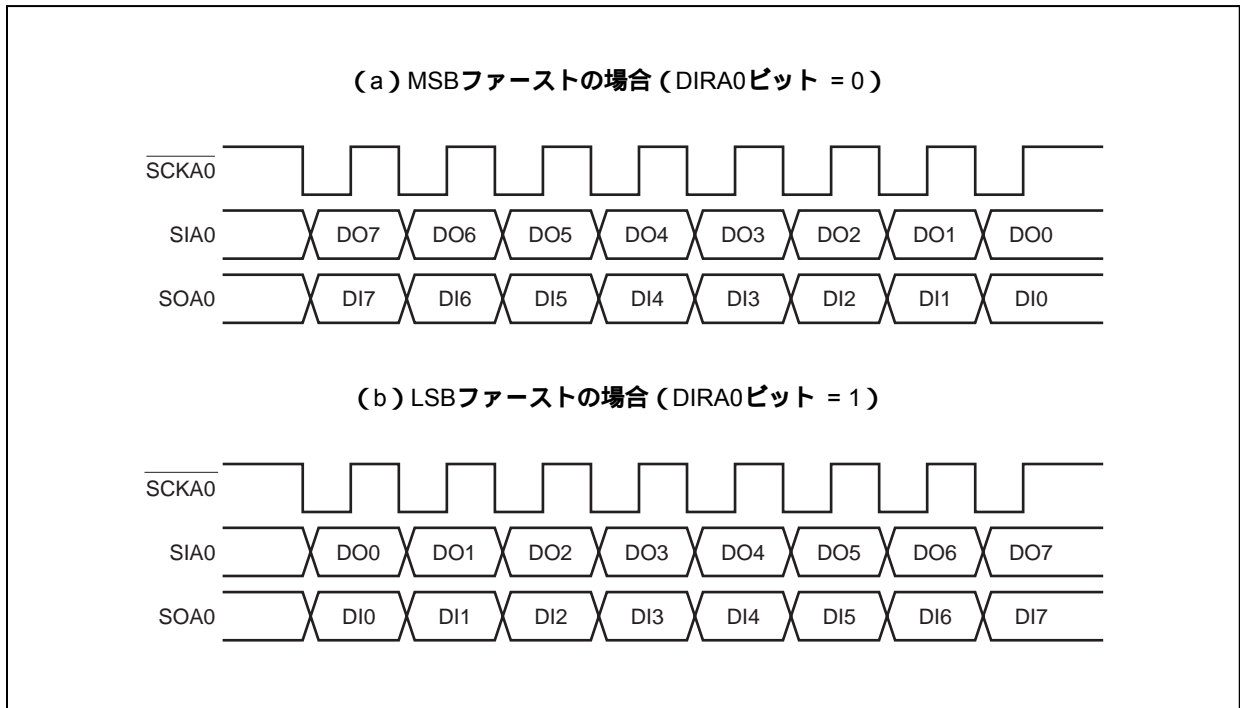 (a)MSBファーストの場合(DIRA0ビット = 0)
SCKA0
SIA0 DO7 DO6 DO5 DO4 DO3 DO2 DO1 DO0
SOA0 DI7 DI6 DI5 DI4 DI3 DI2 DI1 DI0
(b)LSBファーストの場合(DIRA0ビット = 1)
SCKA0
SIA0 DO0 DO1 DO2 DO3 DO4 DO5 DO6 DO7
SOA0 DI0 DI1 DI2 DI3 DI4 DI5 DI6 DI7